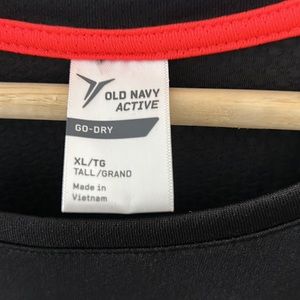 OLD NAVY
ACTIVE
GO-DRY
XL/TG
TALL/GRAND
Made in
Vietnam